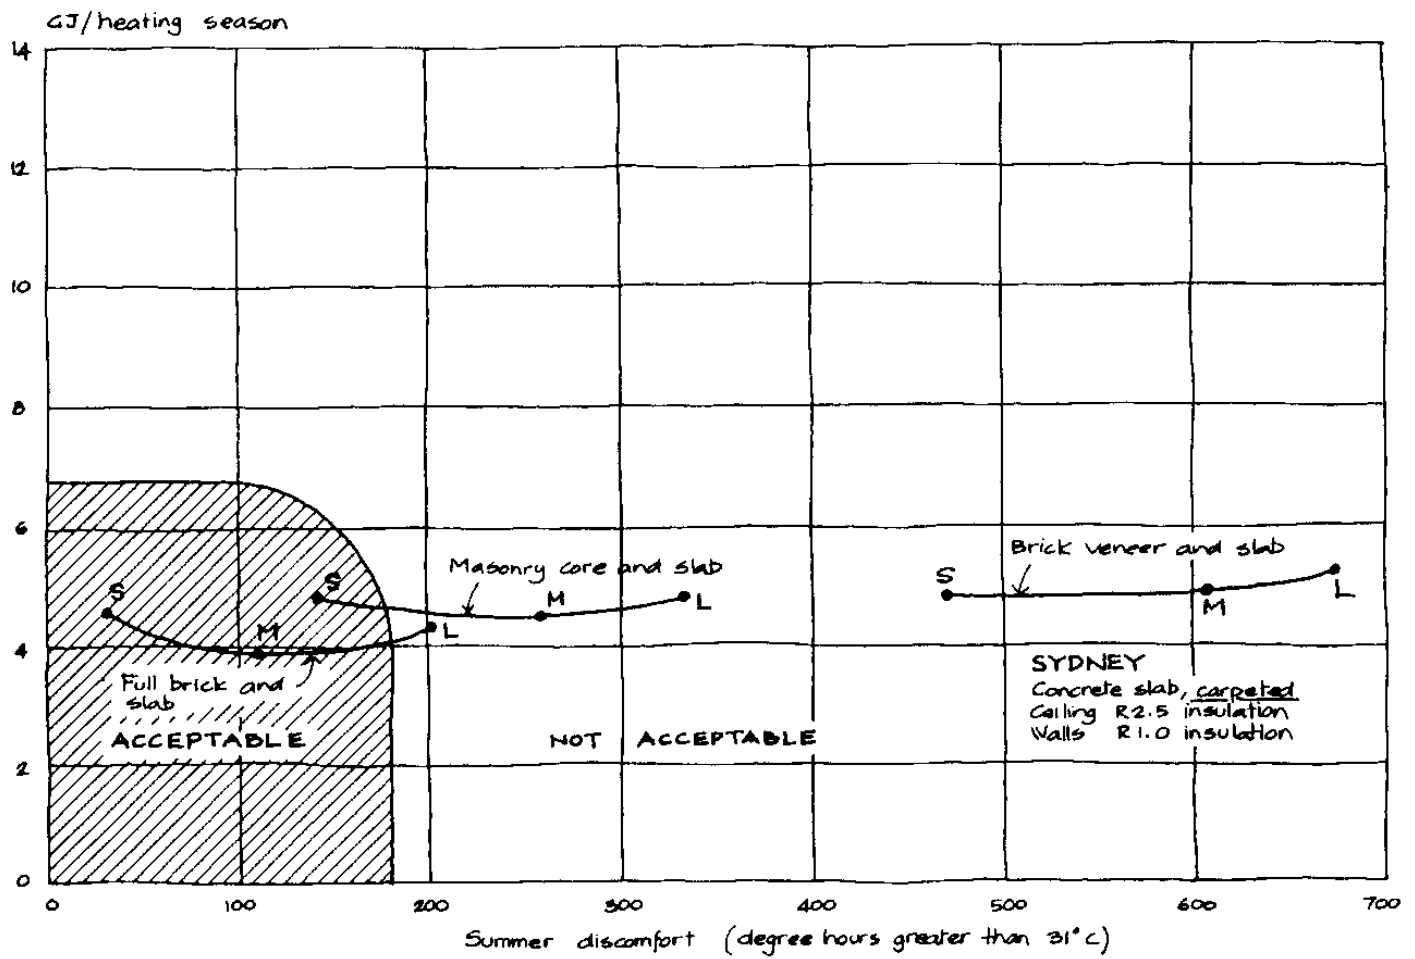 GJ/heating season
14
12
10
8
6
4
2
0
Brick veneer and slab
Masonry core and slab
S
S
S
M
L
M
L
M
L
Full brick and
slab
SYDNEY
Concrete slab, carpeted
Ceiling R2.5 insulation
Walls R1.0 insulation
ACCEPTABLE
NOT ACCEPTABLE
0 100 200 300 400 500 600 700
Summer discomfort (degree hours greater than 31°C)